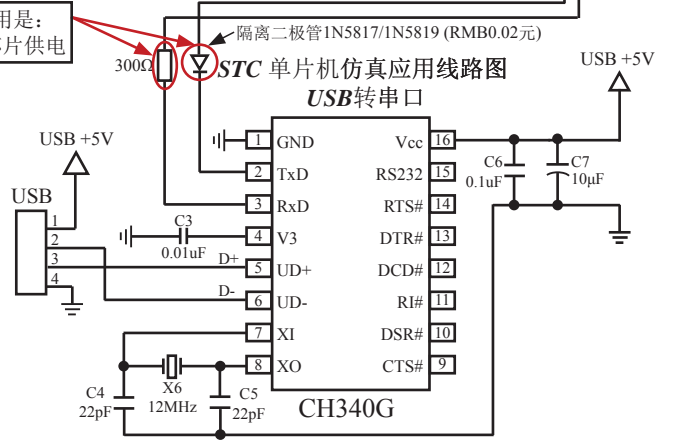 用是：
芯片供电
隔离二极管1N5817/1N5819 (RMB0.02元)
300Ω
STC 单片机仿真应用线路图
USB转串口
USB +5V
USB +5V
USB
1
2
3
4
1 GND
2 TxD
3 RxD
4 V3
5 UD+
6 UD-
7 XI
8 XO
Vcc 16
RS232 15
RTS# 14
DTR# 13
DCD# 12
RI# 11
DSR# 10
CTS# 9
C3
0.01uF
D+
D-
C6
0.1uF
C7
10μF
C4
22pF
X6
12MHz
C5
22pF
CH340G